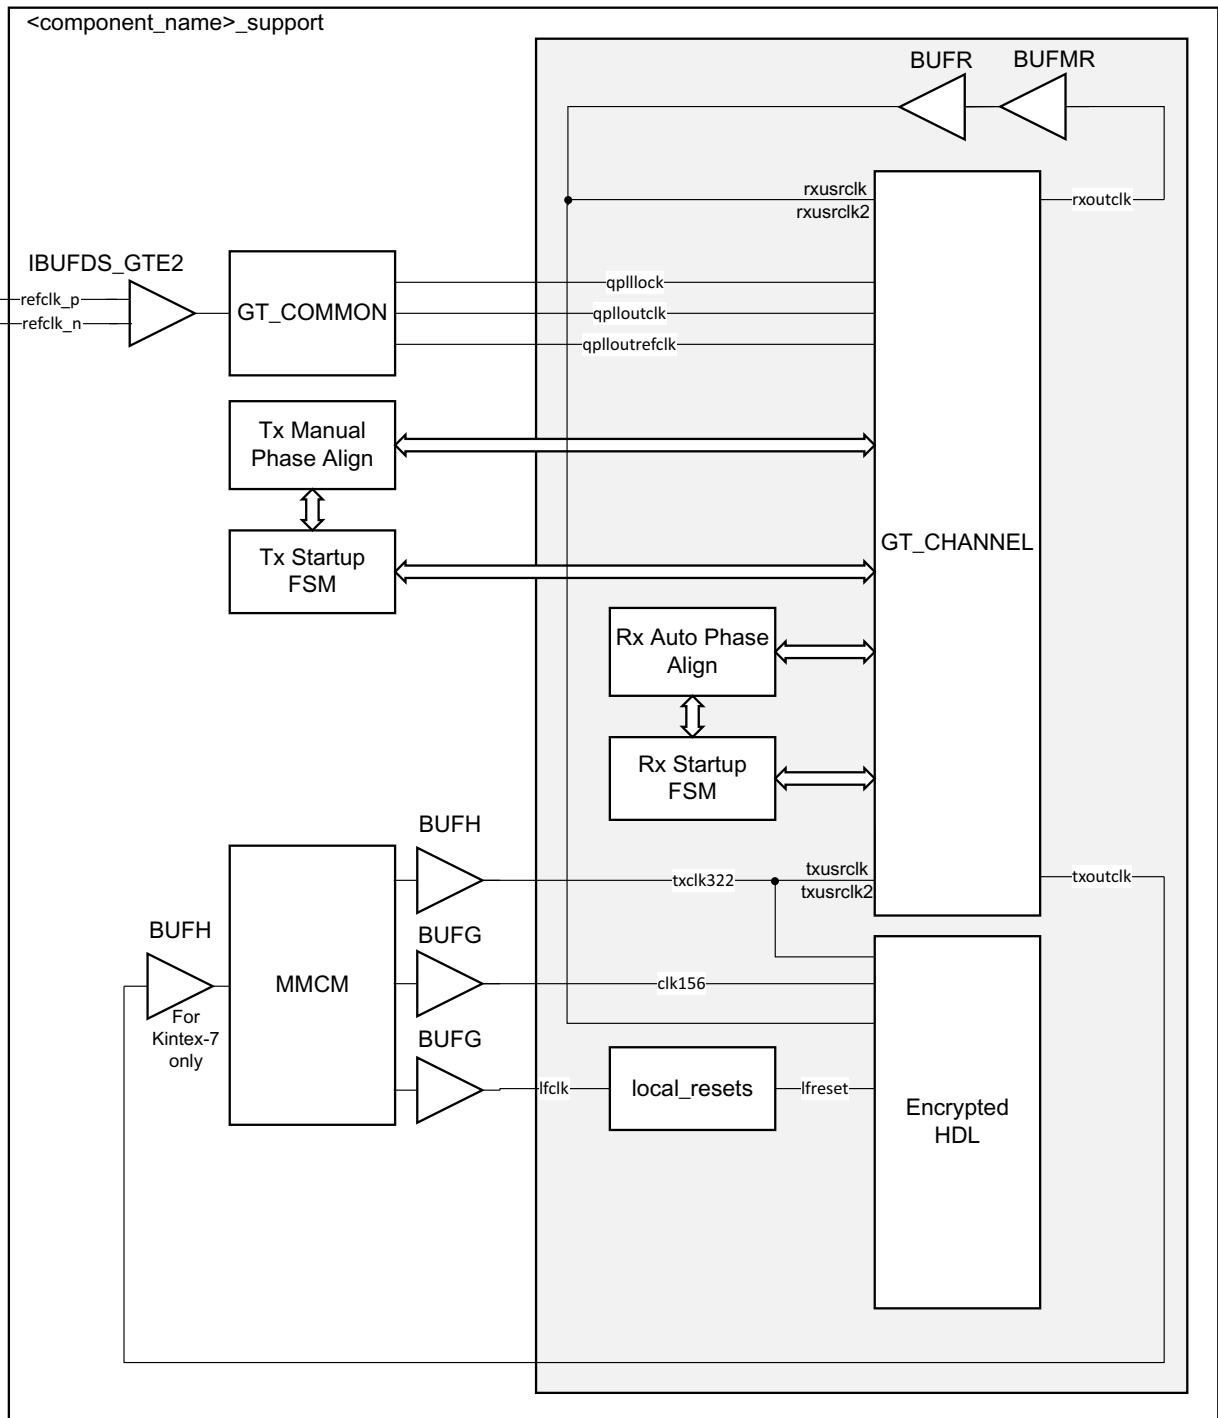 <component_name>_support
BUFR
BUFMR
rxusrclk
rxusrclk2
rxoutclk
IBUFDS_GTE2
refclk_p
refclk_n
GT_COMMON
qplllock
qplloutclk
qplloutrefclk
Tx Manual
Phase Align
Tx Startup
FSM
GT_CHANNEL
Rx Auto Phase
Align
Rx Startup
FSM
BUFH
txclk322
txusrclk
txusrclk2
txoutclk
BUFH
For
Kintex-7
only
MMCM
BUFG
clk156
BUFG
lfclk
local_resets
lfreset
Encrypted
HDL